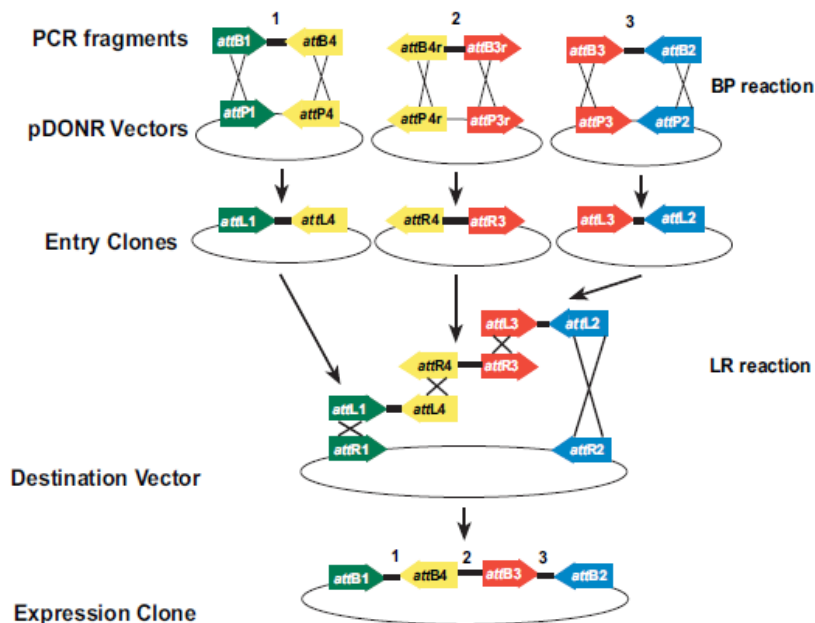 1 2 3
PCR fragments attB1 attB4 attB4r attB3r attB3 attB2
BP reaction
pDONR Vectors attP1 attP4 attP4r attP3r attP3 attP2
Entry Clones attL1 attL4 attR4 attR3 attL3 attL2
attL3 attL2
attR4 attR3 LR reaction
attL1 attL4
attR1 attR2
Destination Vector
1 2 3
attB1 attB4 attB3 attB2
Expression Clone